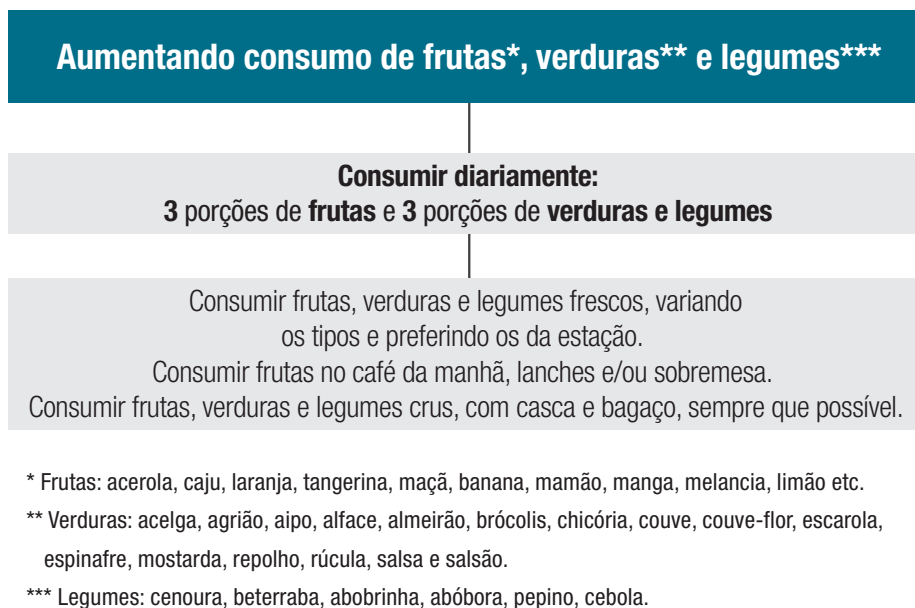 Aumentando consumo de frutas*, verduras** e legumes***
Consumir diariamente:
3 porções de frutas e 3 porções de verduras e legumes
Consumir frutas, verduras e legumes frescos, variando
os tipos e preferindo os da estação.
Consumir frutas no café da manhã, lanches e/ou sobremesa.
Consumir frutas, verduras e legumes crus, com casca e bagaço, sempre que possível.
* Frutas: acerola, caju, laranja, tangerina, maçã, banana, mamão, manga, melancia, limão etc.
** Verduras: acelga, agrião, aipo, alface, almeirão, brócolis, chicória, couve, couve-flor, escarola,
espinafre, mostarda, repolho, rúcula, salsa e salsão.
*** Legumes: cenoura, beterraba, abobrinha, abóbora, pepino, cebola.